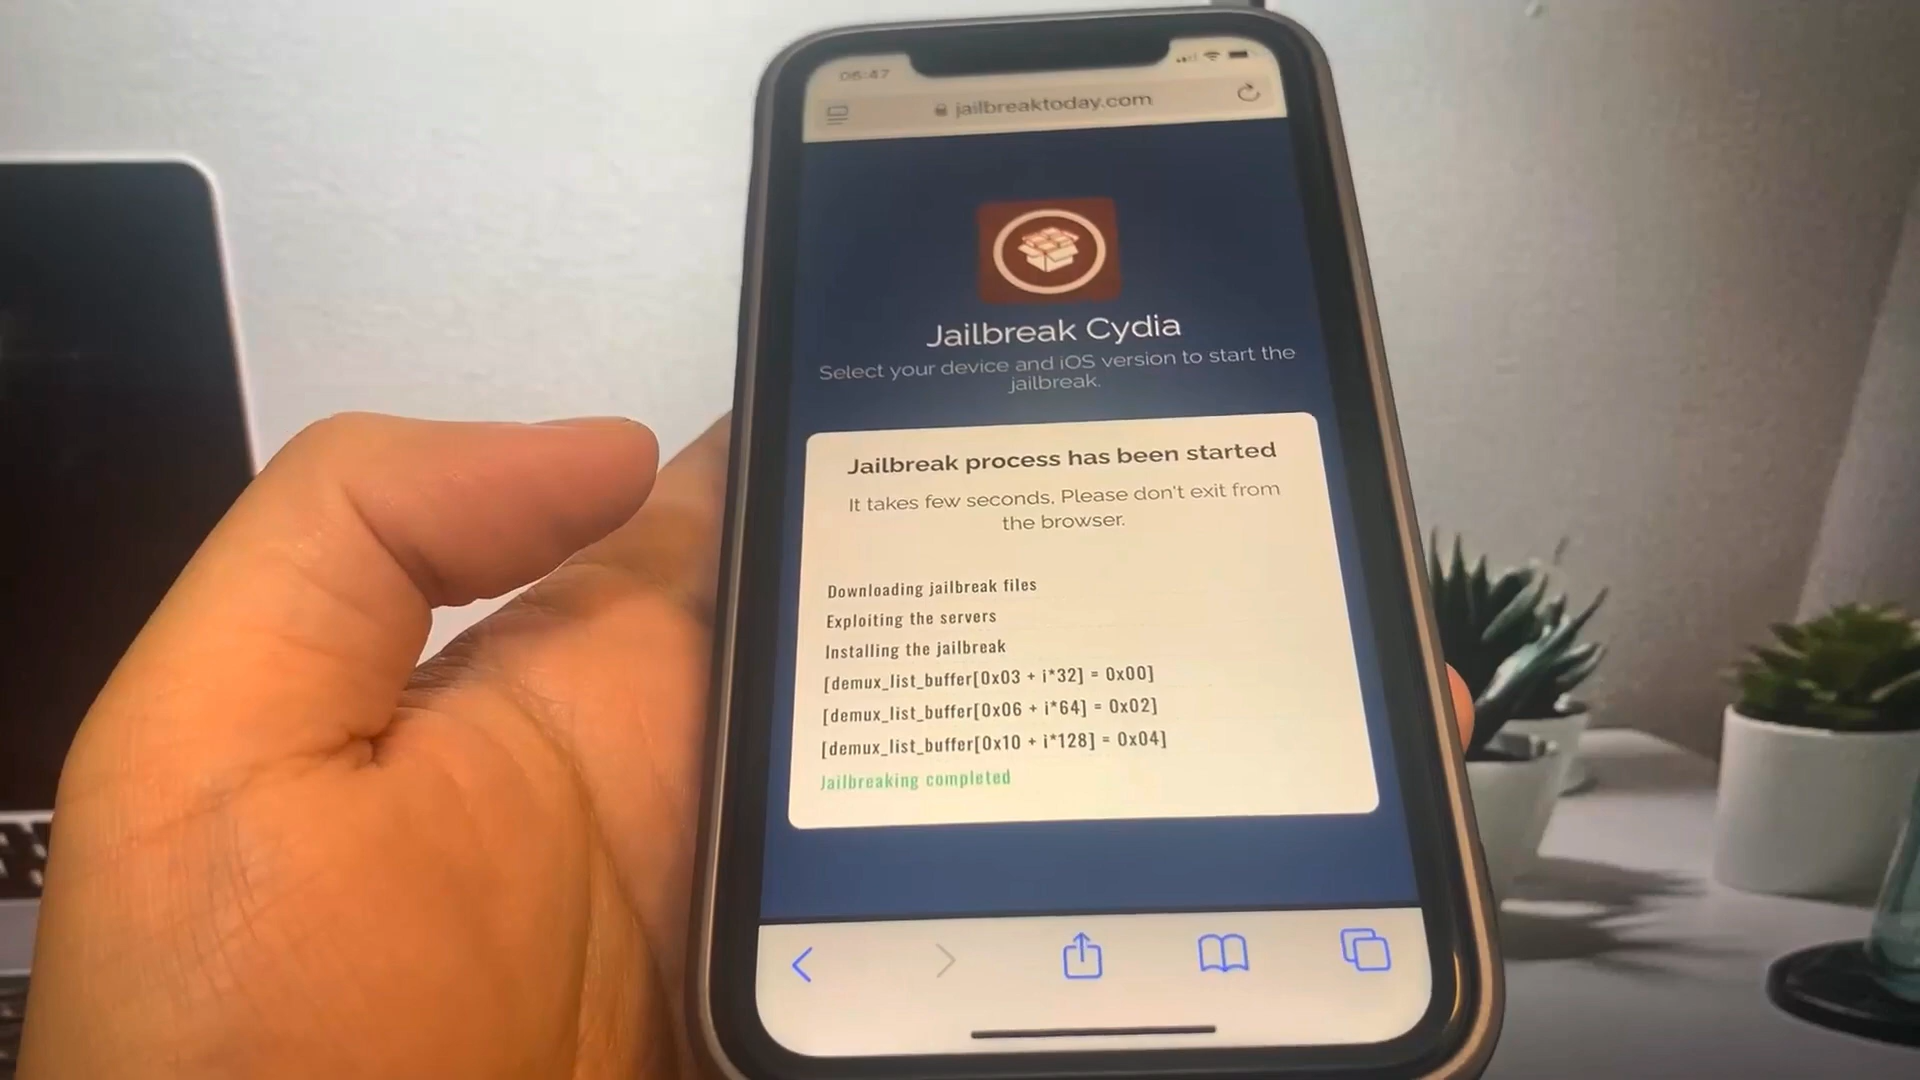 06:47
jailbreaktoday.com
Jailbreak Cydia
Select your device and iOS version to start the
jailbreak.
Jailbreak process has been started
It takes few seconds. Please don't exit from
the browser.
Downloading jailbreak files
Exploiting the servers
Installing the jailbreak
[demux_list_buffer[0x03 + i*32] = 0x00]
[demux_list_buffer[0x06 + i*64] = 0x02]
[demux_list_buffer[0x10 + i*128] = 0x04]
Jailbreaking completed